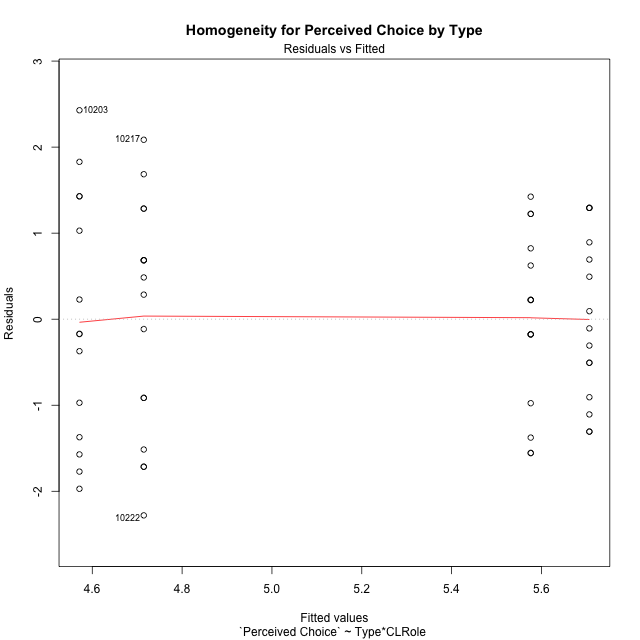 Homogeneity for Perceived Choice by Type
Residuals vs Fitted
3
2
1
0
-1
-2
Residuals
10203
10217
10222
4.6 4.8 5.0 5.2 5.4 5.6
Fitted values
`Perceived Choice` ~ Type*CLRole